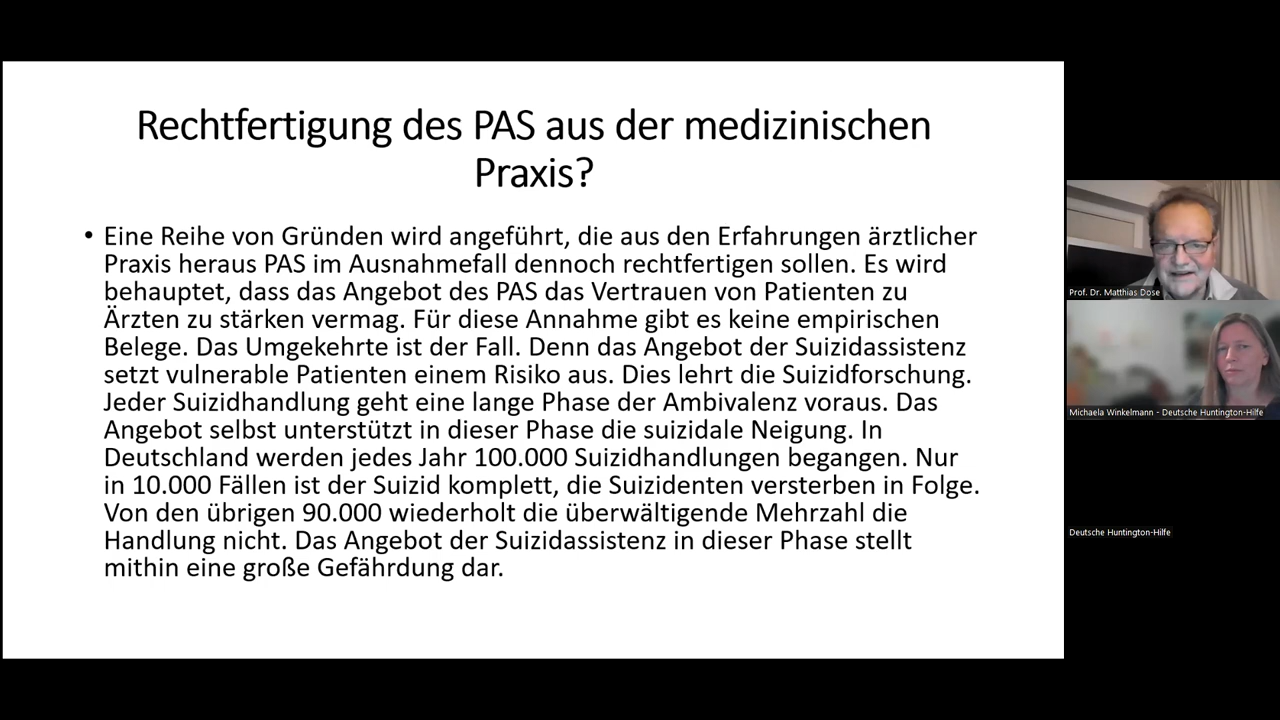 Rechtfertigung des PAS aus der medizinischen
Praxis?
• Eine Reihe von Gründen wird angeführt, die aus den Erfahrungen ärztlicher
Praxis heraus PAS im Ausnahmefall dennoch rechtfertigen sollen. Es wird
behauptet, dass das Angebot des PAS das Vertrauen von Patienten zu
Ärzten zu stärken vermag. Für diese Annahme gibt es keine empirischen
Belege. Das Umgekehrte ist der Fall. Denn das Angebot der Suizidassistenz
setzt vulnerable Patienten einem Risiko aus. Dies lehrt die Suizidforschung.
Jeder Suizidhandlung geht eine lange Phase der Ambivalenz voraus. Das
Angebot selbst unterstützt in dieser Phase die suizidale Neigung. In
Deutschland werden jedes Jahr 100.000 Suizidhandlungen begangen. Nur
in 10.000 Fällen ist der Suizid komplett, die Suizidenten versterben in Folge.
Von den übrigen 90.000 wiederholt die überwältigende Mehrzahl die
Handlung nicht. Das Angebot der Suizidassistenz in dieser Phase stellt
mithin eine große Gefährdung dar.
Prof. Dr. Matthias Dose
Michaela Winkelmann - Deutsche Huntington-Hilfe
Deutsche Huntington-Hilfe